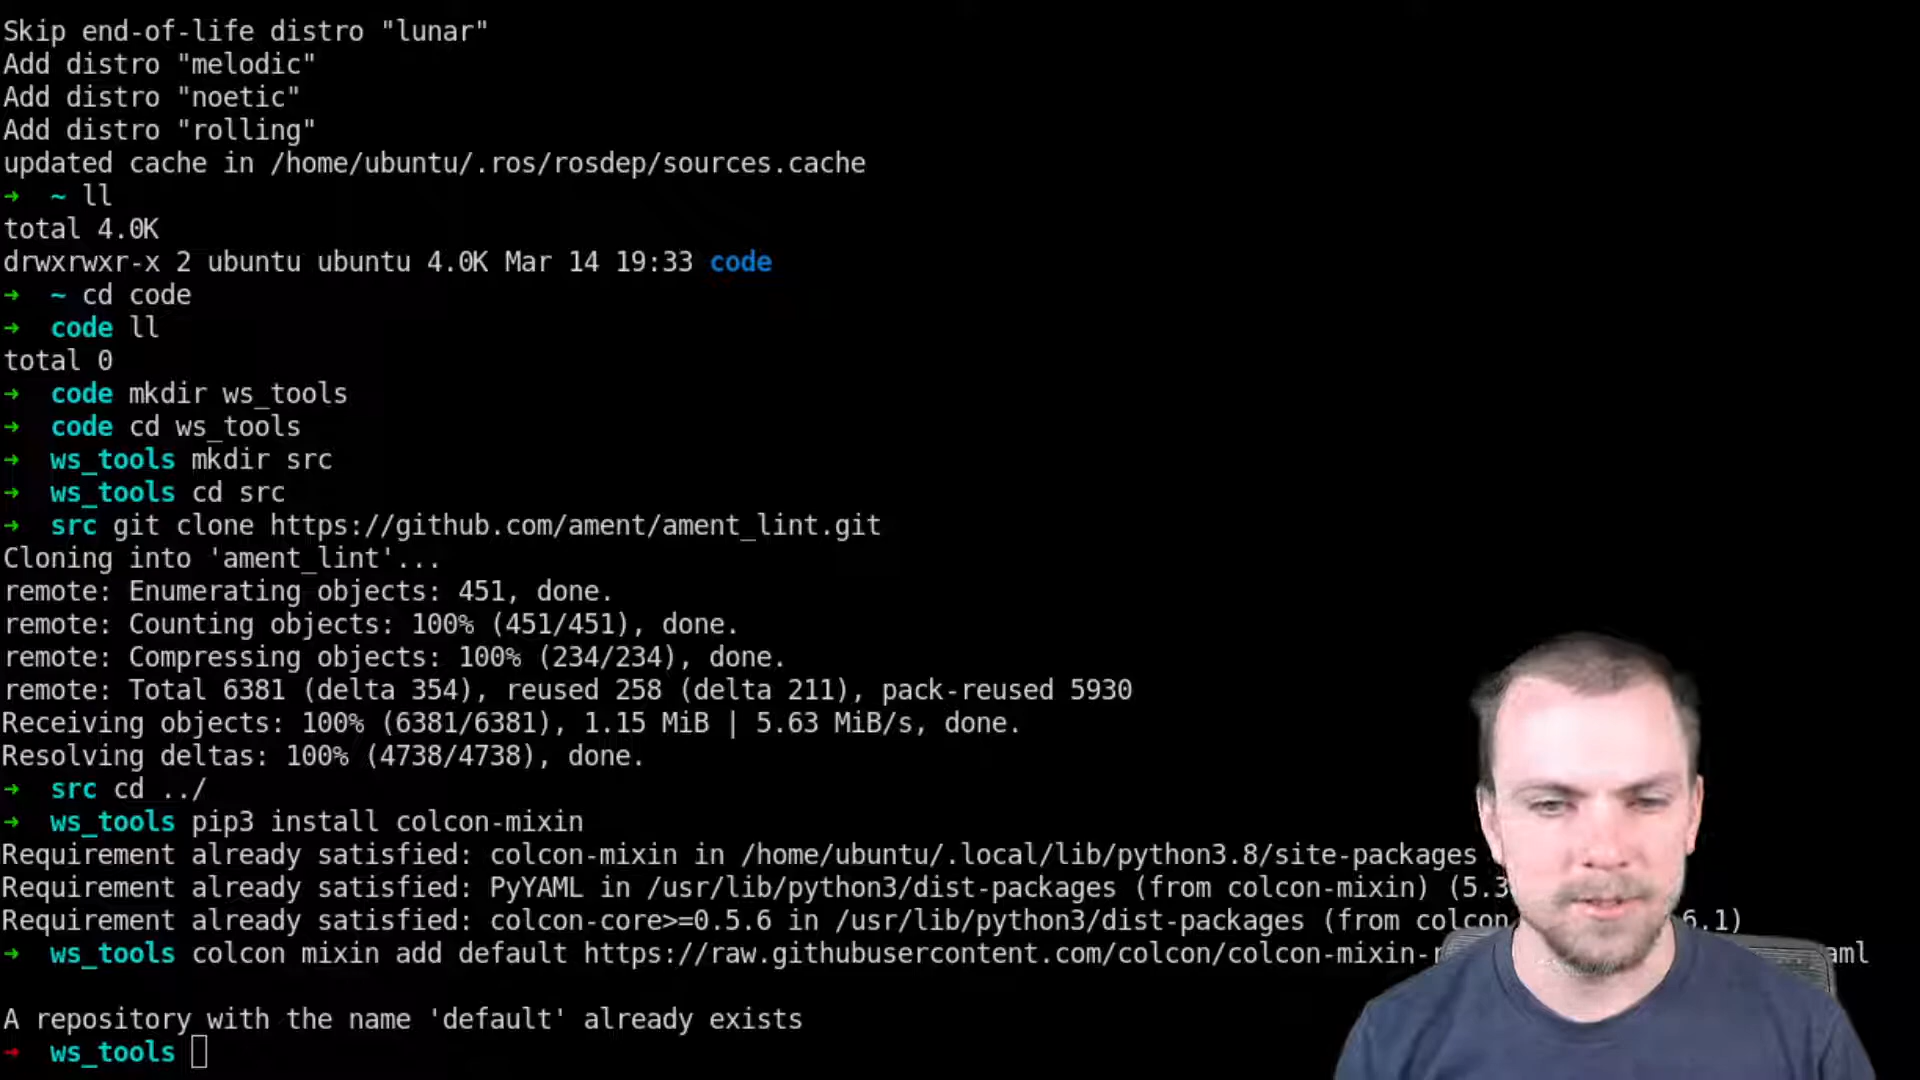 Skip end-of-life distro "lunar"
Add distro "melodic"
Add distro "noetic"
Add distro "rolling"
updated cache in /home/ubuntu/.ros/rosdep/sources.cache
→ ~ ll
total 4.0K
drwxrwxr-x 2 ubuntu ubuntu 4.0K Mar 14 19:33 code
→ ~ cd code
→ code ll
total 0
→ code mkdir ws_tools
→ code cd ws_tools
→ ws_tools mkdir src
→ ws_tools cd src
→ src git clone https://github.com/ament/ament_lint.git
Cloning into 'ament_lint'...
remote: Enumerating objects: 451, done.
remote: Counting objects: 100% (451/451), done.
remote: Compressing objects: 100% (234/234), done.
remote: Total 6381 (delta 354), reused 258 (delta 211), pack-reused 5930
Receiving objects: 100% (6381/6381), 1.15 MiB | 5.63 MiB/s, done.
Resolving deltas: 100% (4738/4738), done.
→ src cd ../
→ ws_tools pip3 install colcon-mixin
Requirement already satisfied: colcon-mixin in /home/ubuntu/.local/lib/python3.8/site-packages
Requirement already satisfied: PyYAML in /usr/lib/python3/dist-packages (from colcon-mixin) (5.3
Requirement already satisfied: colcon-core>=0.5.6 in /usr/lib/python3/dist-packages (from colcon 6.1)
→ ws_tools colcon mixin add default https://raw.githubusercontent.com/colcon/colcon-mixin-r aml
A repository with the name 'default' already exists
→ ws_tools